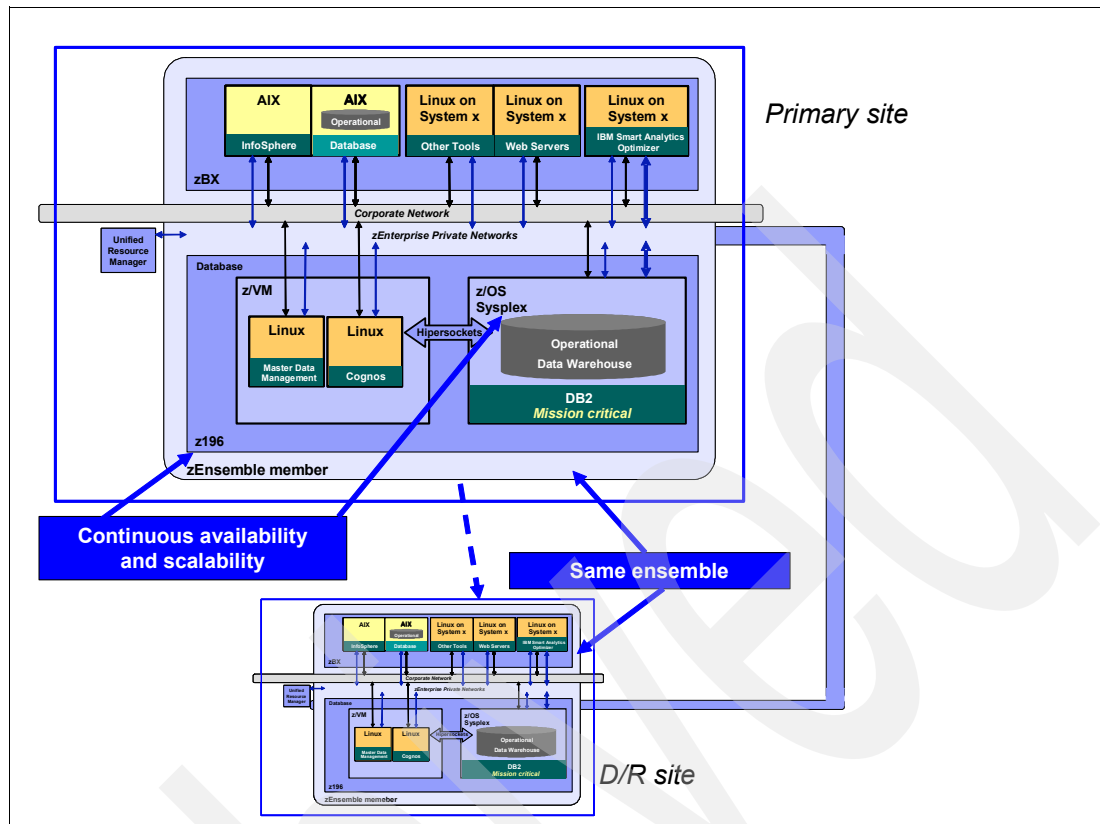 Primary site
AIX
InfoSphere
AIX
Operational
Database
Linux on
System x
Other Tools
Linux on
System x
Web Servers
Linux on
System x
IBM Smart Analytics
Optimizer
zBX
Corporate Network
zEnterprise Private Networks
Unified
Resource
Manager
Database
z/VM
Linux
Master Data
Management
Linux
Cognos
Hipersockets
z/OS
Sysplex
Operational
Data Warehouse
DB2
Mission critical
z196
zEnsemble member
Continuous availability
and scalability
Same ensemble
AIX
InfoSphere
AIX
Operational
Database
Linux on
System x
Other Tools
Linux on
System x
Web Servers
Linux on
System x
IBM Smart Analytics
Optimizer
zBX
Corporate Network
zEnterprise Private Networks
Unified
Resource
Manager
Database
z/VM
Linux
Master Data
Management
Linux
Cognos
Hipersockets
z/OS
Sysplex
Operational
Data Warehouse
DB2
Mission critical
z196
zEnsemble memeber
D/R site